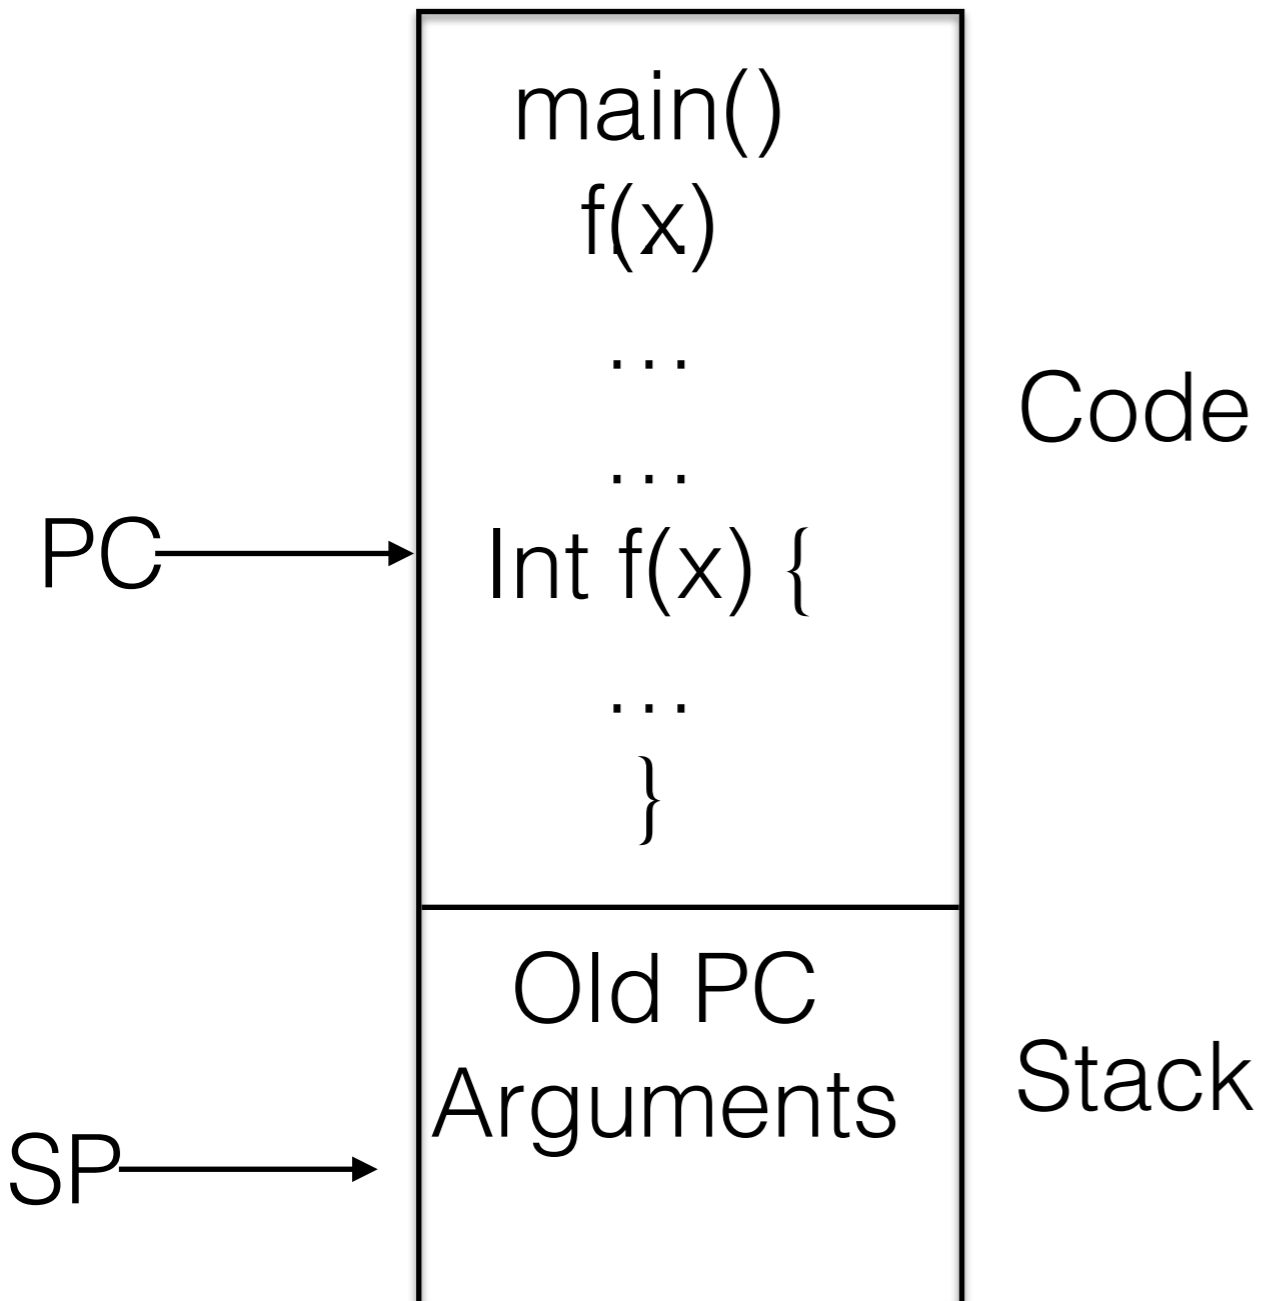 main()
f(x)
...
...
Code
PC
Int f(x) {
...
}
Old PC
Arguments
Stack
SP